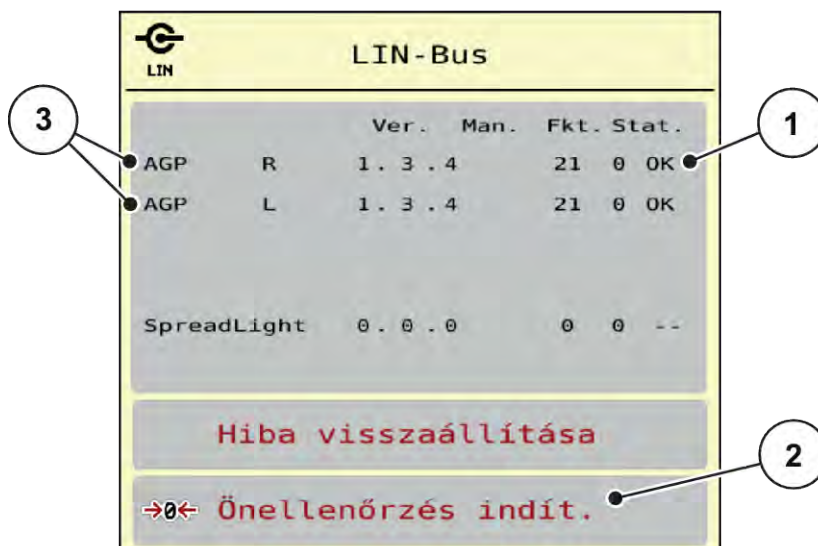 LIN
LIN-Bus
Ver. Man. Fkt. Stat.
3
1
AGP R 1.3.4 21 0 OK
AGP L 1.3.4 21 0 OK
SpreadLight 0.0.0 0 0 --
Hiba visszaállítása
2
→0← Önellenőrzés indít.